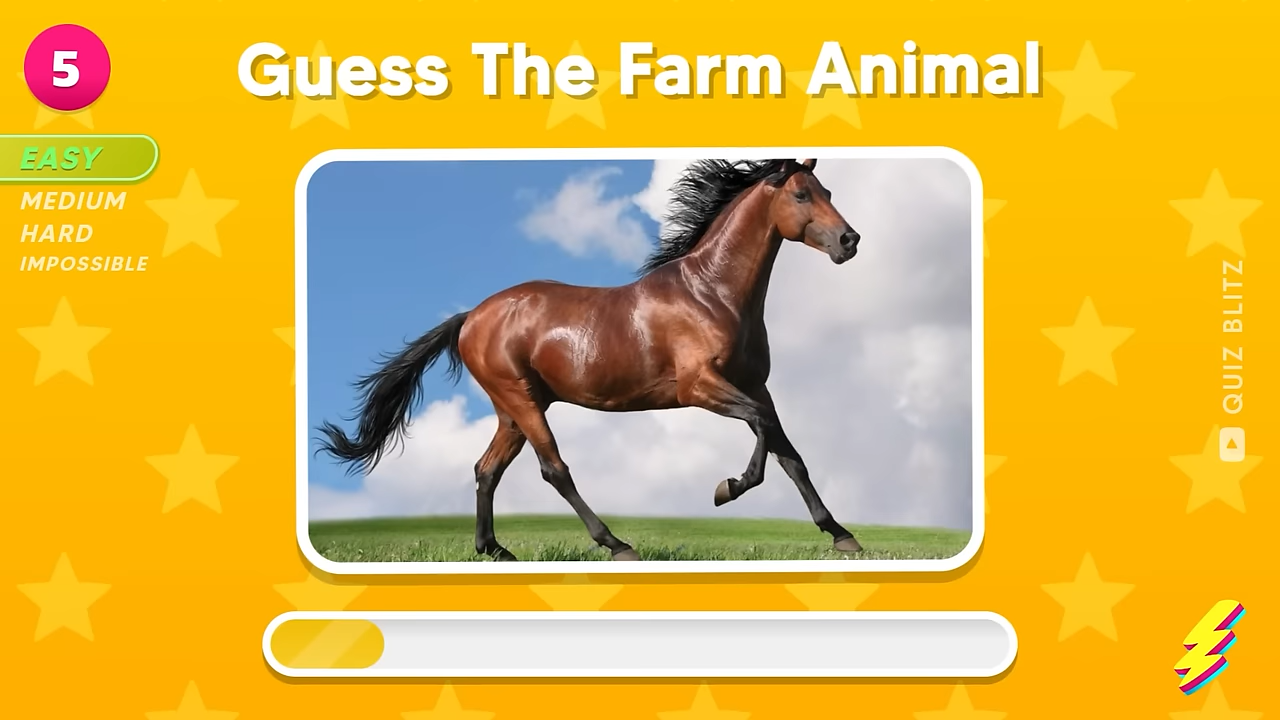 5
Guess The Farm Animal
EASY
MEDIUM
HARD
IMPOSSIBLE
QUIZ BLITZ